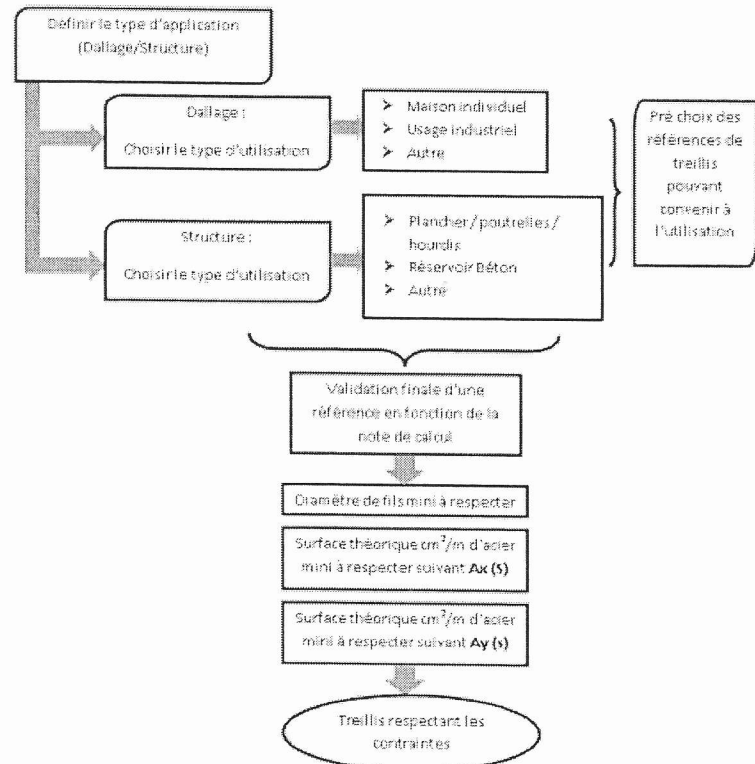 Définir le type d'application
(Dallage/Structure)
Dallage :
Choisir le type d'utilisation
➢ Maison individuel
➢ Usage industriel
➢ Autre
Pré choix des
références de
treillis
pouvant
convenir à
l'utilisation
Structure :
Choisir le type d'utilisation
➢ Plancher / poutrelles /
hourdis
➢ Réservoir Béton
➢ Autre
Validation finale d'une
référence en fonction de la
note de calcul
Diamètre de fils mini à respecter
Surface théorique cm²/m d'acier
mini à respecter suivant Ax (S)
Surface théorique cm²/m d'acier
mini à respecter suivant Ay (s)
Treillis respectant les
contraintes